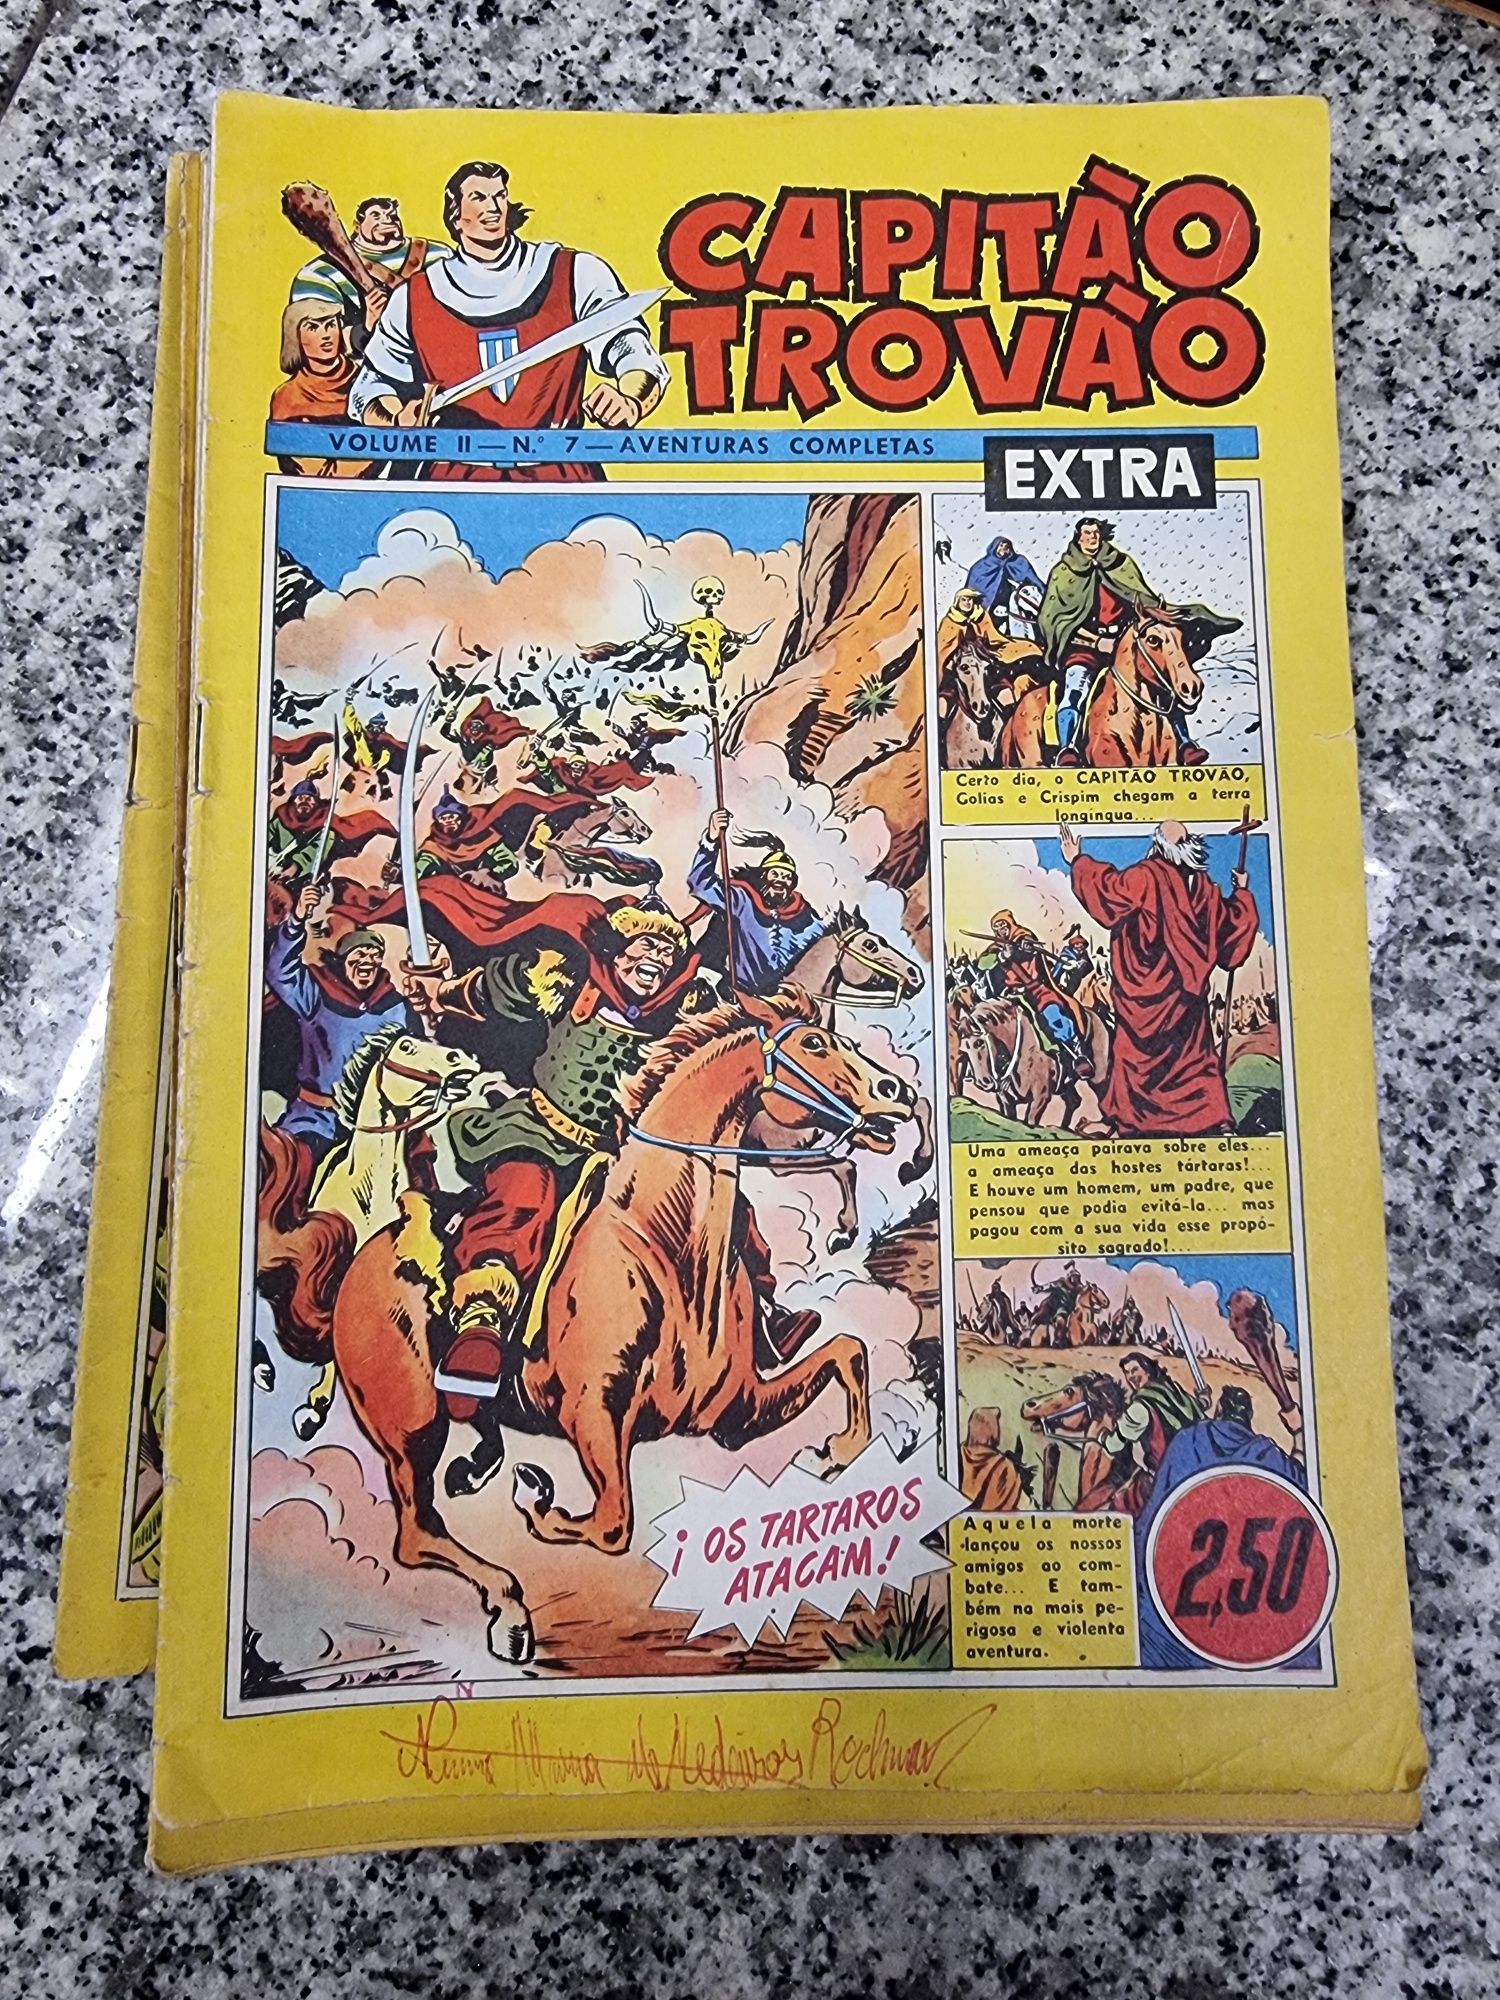 CAPITÃO
TROVÃO
VOLUME II — N.º 7 — AVENTURAS COMPLETAS
EXTRA
Certo dia, o CAPITÃO TROVÃO,
Golias e Crispim chegam a terra
longínqua...
Uma ameaça pairava sobre eles...
a ameaça das hostes tártaras!...
E houve um homem, um padre, que
pensou que podia evitá-la... mas
pagou com a sua vida esse propó-
sito sagrado!...
¡ OS TARTAROS
ATACAM!
Aquela morte
lançou os nossos
amigos ao com-
bate... E tam-
bém na mais pe-
rigosa e violenta
aventura.
2,50
Maria de Medeiros